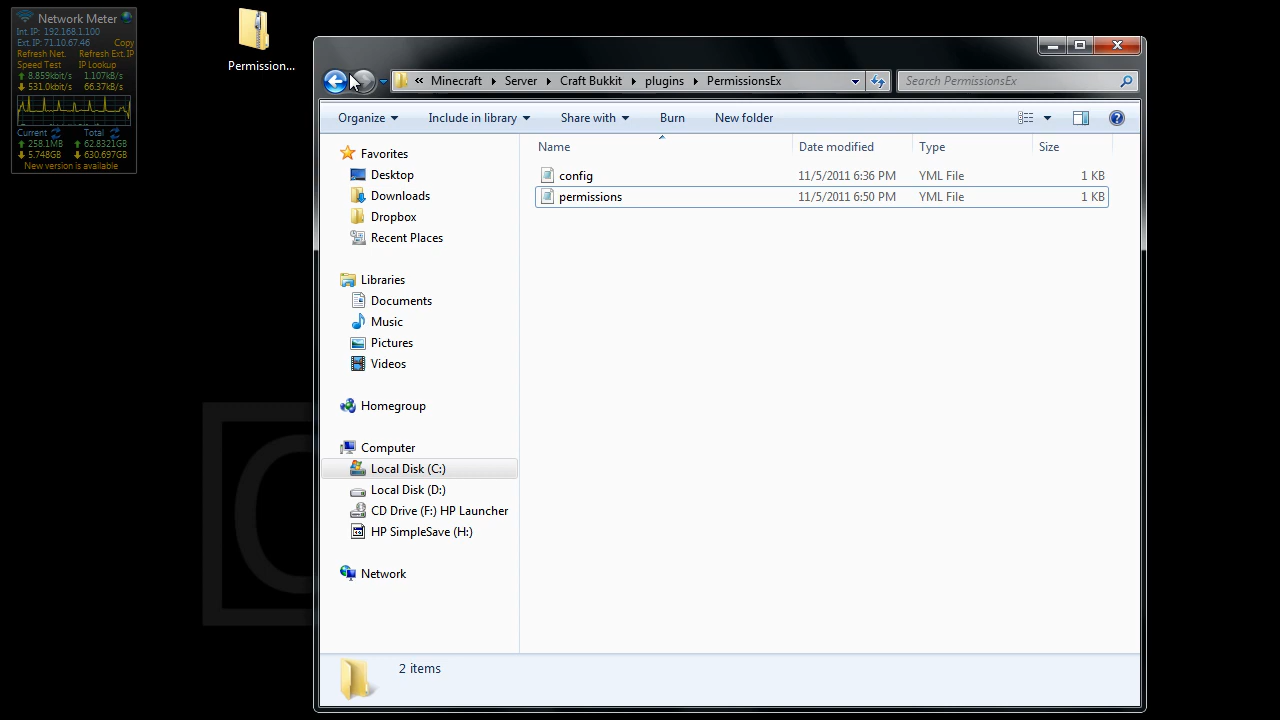 Network Meter
Int. IP: 192.168.1.100
Ext. IP: 71.10.67.46 Copy
Refresh Net. Refresh Ext. IP
Speed Test IP Lookup
8.859kbit/s 1.107kB/s
531.0kbit/s 66.37kB/s
Current Total
258.1MB 62.8321GB
5.748GB 630.697GB
New version is available
Permission...
« Minecraft Server Craft Bukkit plugins PermissionsEx
Search PermissionsEx
Organize Include in library Share with Burn New folder
Name Date modified Type Size
config 11/5/2011 6:36 PM YML File 1 KB
permissions 11/5/2011 6:50 PM YML File 1 KB
Favorites
Desktop
Downloads
Dropbox
Recent Places
Libraries
Documents
Music
Pictures
Videos
Homegroup
Computer
Local Disk (C:)
Local Disk (D:)
CD Drive (F:) HP Launcher
HP SimpleSave (H:)
Network
2 items